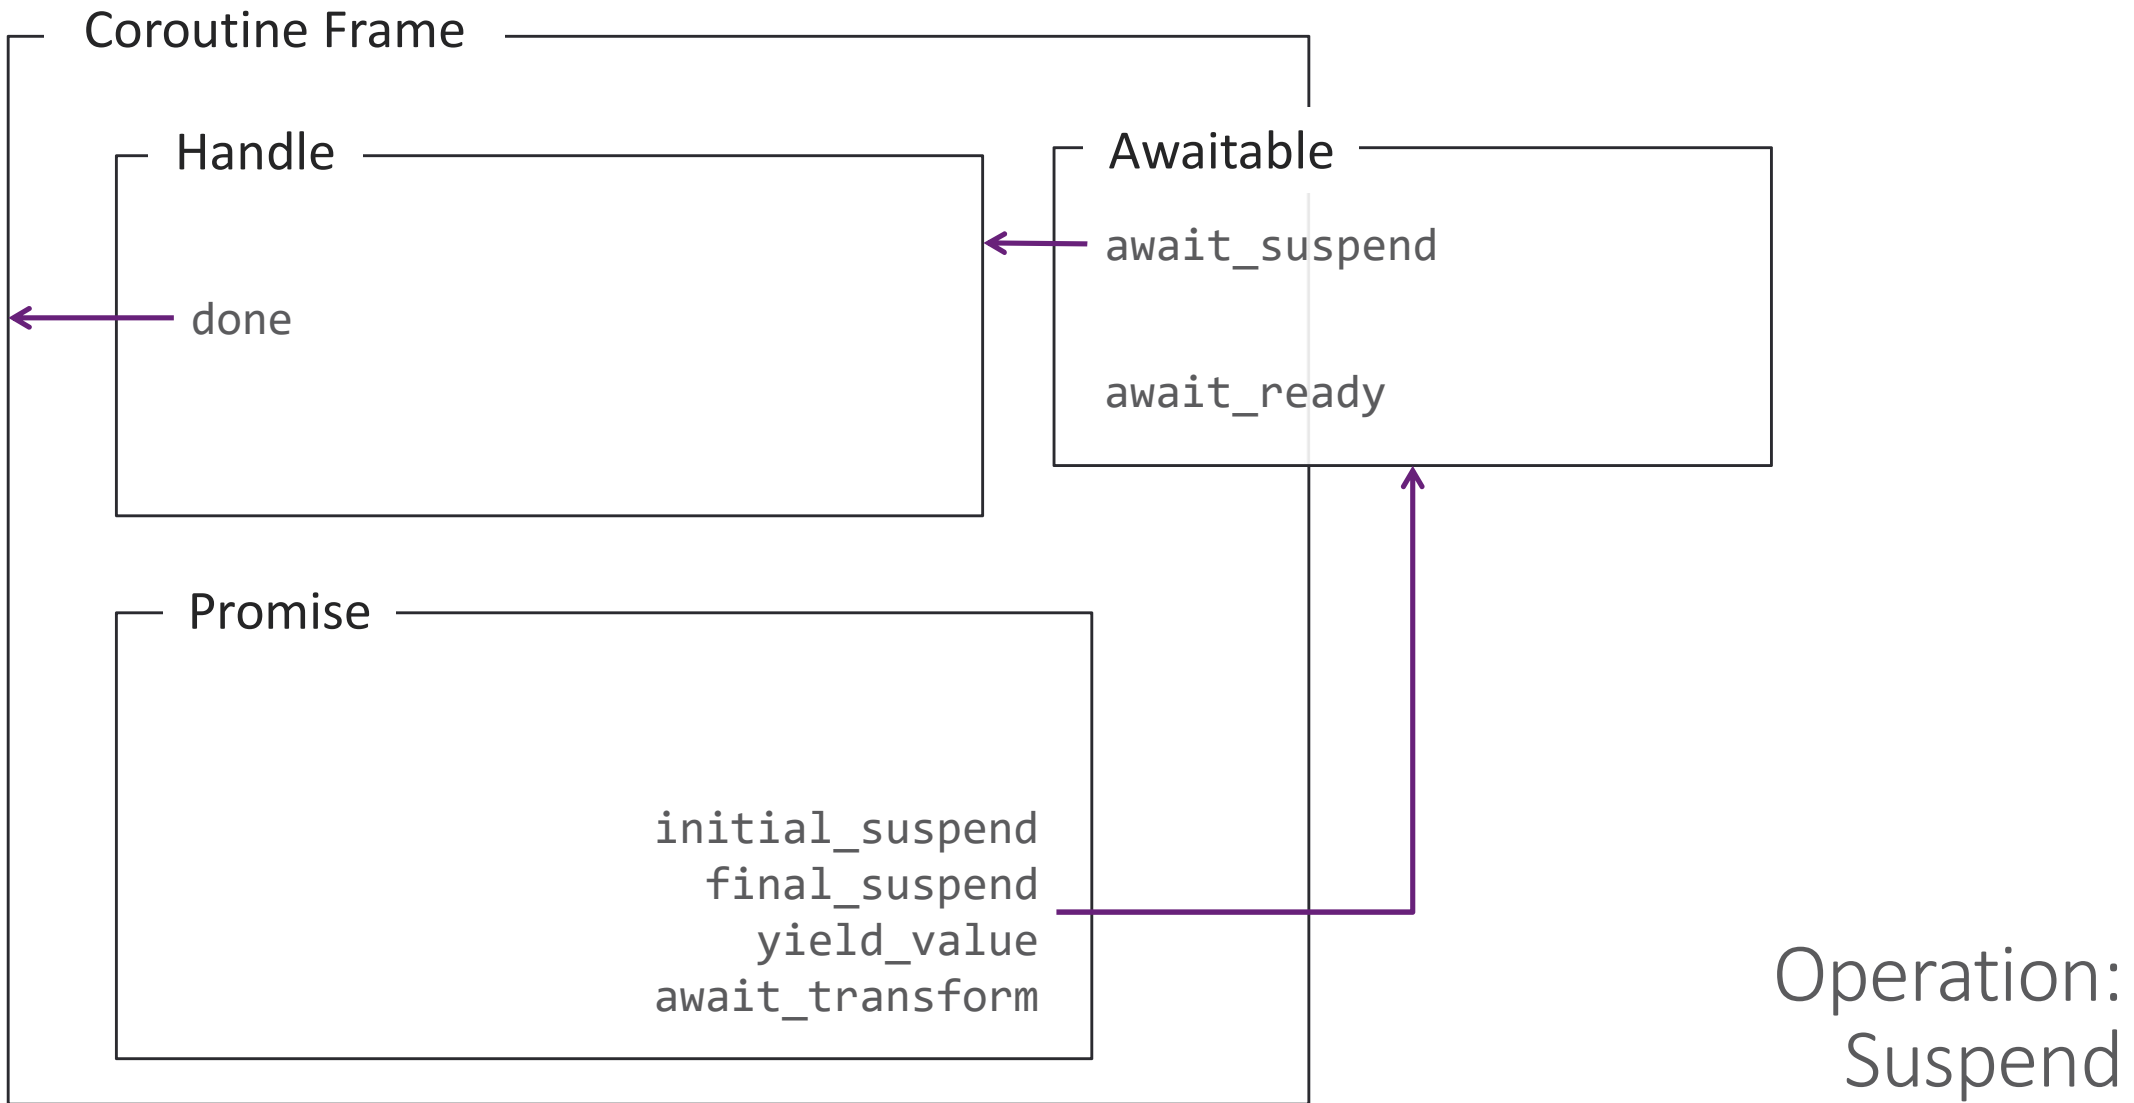 Coroutine Frame
Handle
done
Awaitable
await_suspend
await_ready
Promise
initial_suspend
final_suspend
yield_value
await_transform
Operation:
Suspend